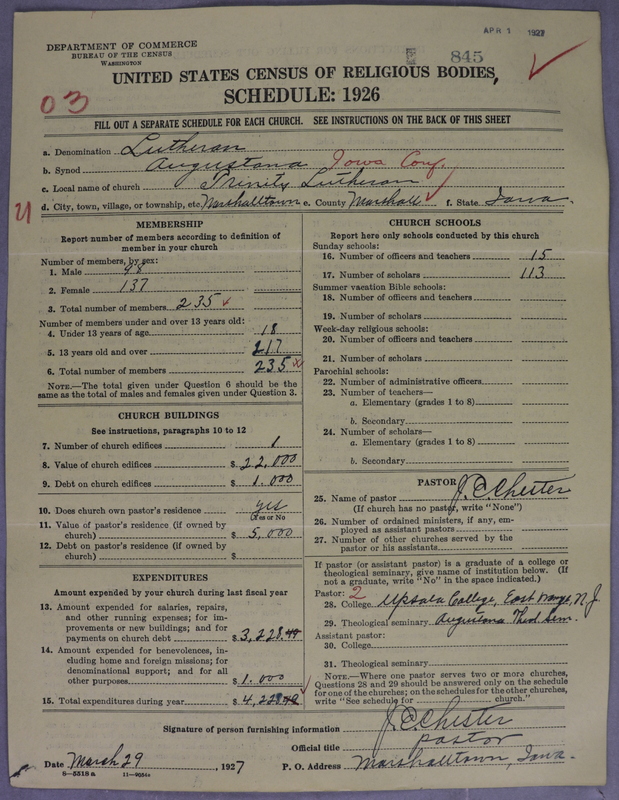 APR 1 1927
DEPARTMENT OF COMMERCE
BUREAU OF THE CENSUS
WASHINGTON
845
UNITED STATES CENSUS OF RELIGIOUS BODIES,
SCHEDULE: 1926
03
FILL OUT A SEPARATE SCHEDULE FOR EACH CHURCH. SEE INSTRUCTIONS ON THE BACK OF THIS SHEET
a. Denomination Lutheran
b. Synod Augustana Iowa Conf.
c. Local name of church Trinity Lutheran
d. City, town, village, or township, etc. Marshalltown e. County Marshall f. State Iowa.
MEMBERSHIP
Report number of members according to definition of
member in your church
Number of members, by sex:
1. Male 98
2. Female 137
3. Total number of members 235
Number of members under and over 13 years old:
4. Under 13 years of age 18
5. 13 years old and over 217
6. Total number of members 235
NOTE.—The total given under Question 6 should be the
same as the total of males and females given under Question 3.
CHURCH BUILDINGS
See instructions, paragraphs 10 to 12
7. Number of church edifices 1
8. Value of church edifices $ 22,000
9. Debt on church edifices $ 1.000
10. Does church own pastor's residence yes
(Yes or No)
11. Value of pastor's residence (if owned by
church) $ 5,000
12. Debt on pastor's residence (if owned by
church) $
EXPENDITURES
Amount expended by your church during last fiscal year
13. Amount expended for salaries, repairs,
and other running expenses; for im-
provements or new buildings; and for
payments on church debt $ 3,228.49
14. Amount expended for benevolences, in-
cluding home and foreign missions; for
denominational support; and for all
other purposes $ 1.000
15. Total expenditures during year $ 4,228.49
CHURCH SCHOOLS
Report here only schools conducted by this church
Sunday schools:
16. Number of officers and teachers 15
17. Number of scholars 113
Summer vacation Bible schools:
18. Number of officers and teachers
19. Number of scholars
Week-day religious schools:
20. Number of officers and teachers
21. Number of scholars
Parochial schools:
22. Number of administrative officers
23. Number of teachers—
a. Elementary (grades 1 to 8)
b. Secondary
24. Number of scholars—
a. Elementary (grades 1 to 8)
b. Secondary
PASTOR
25. Name of pastor J. C. Chester
(If church has no pastor, write "None")
26. Number of ordained ministers, if any, em-
ployed as assistant pastors
27. Number of other churches served by the
pastor or his assistants
If pastor (or assistant pastor) is a graduate of a college or
theological seminary, give name of institution below. (If
not a graduate, write "No" in the space indicated.)
Pastor: 2
28. College Upsala College, East Orange, N. J.
29. Theological seminary Augustana Theol Sem.
Assistant pastor:
30. College
31. Theological seminary
NOTE.—Where one pastor serves two or more churches,
Questions 28 and 29 should be answered only on the schedule
for one of the churches; on the schedules for the other churches,
write "See schedule for church."
Signature of person furnishing information J. C. Chester
Official title pastor
Date March 29, 1927 P. O. Address Marshalltown, Iowa.
8—5518a 11—9654a